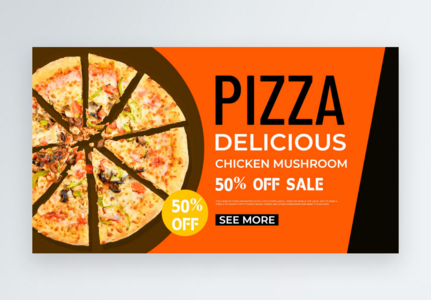 PIZZA
DELICIOUS
CHICKEN MUSHROOM
50% OFF SALE
SEE MORE
50%
OFF